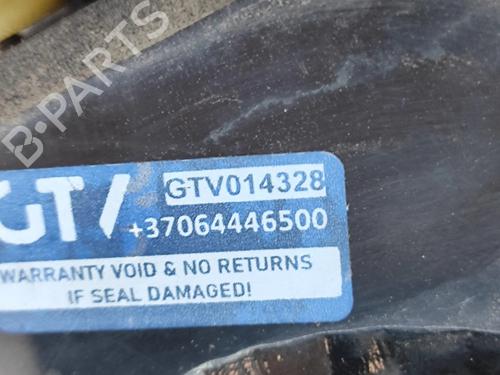 B-PARTS
GTV
GTV014328
+37064446500
WARRANTY VOID & NO RETURNS
IF SEAL DAMAGED!